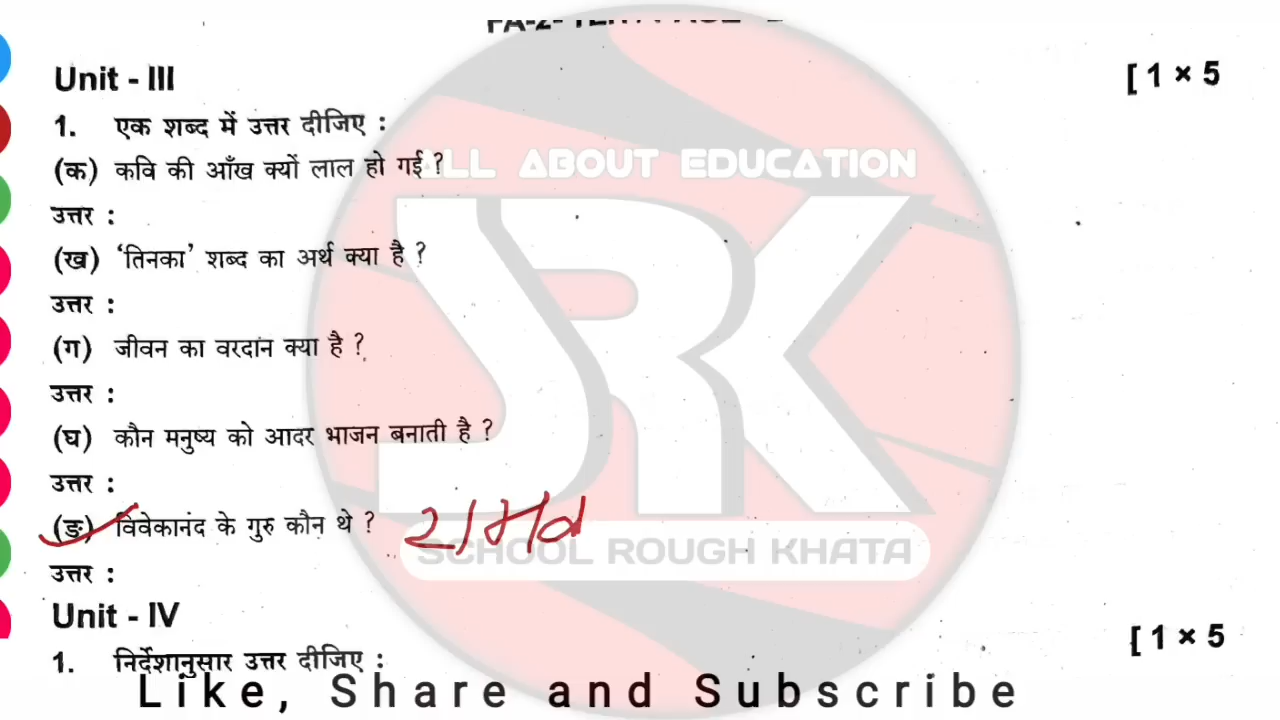 Unit - III [ 1 × 5
1. एक शब्द में उत्तर दीजिए :
(क) कवि की आँख क्यों लाल हो गई ?
ALL ABOUT EDUCATION
उत्तर :
(ख) ‘तिनका’ शब्द का अर्थ क्या है ?
उत्तर :
(ग) जीवन का वरदान क्या है ?
SRK
उत्तर :
(घ) कौन मनुष्य को आदर भाजन बनाती है ?
उत्तर :
(ङ) विवेकानंद के गुरु कौन थे ?
SCHOOL ROUGH KHATA
उत्तर :
Unit - IV [ 1 × 5
1. निर्देशानुसार उत्तर दीजिए :
Like, Share and Subscribe